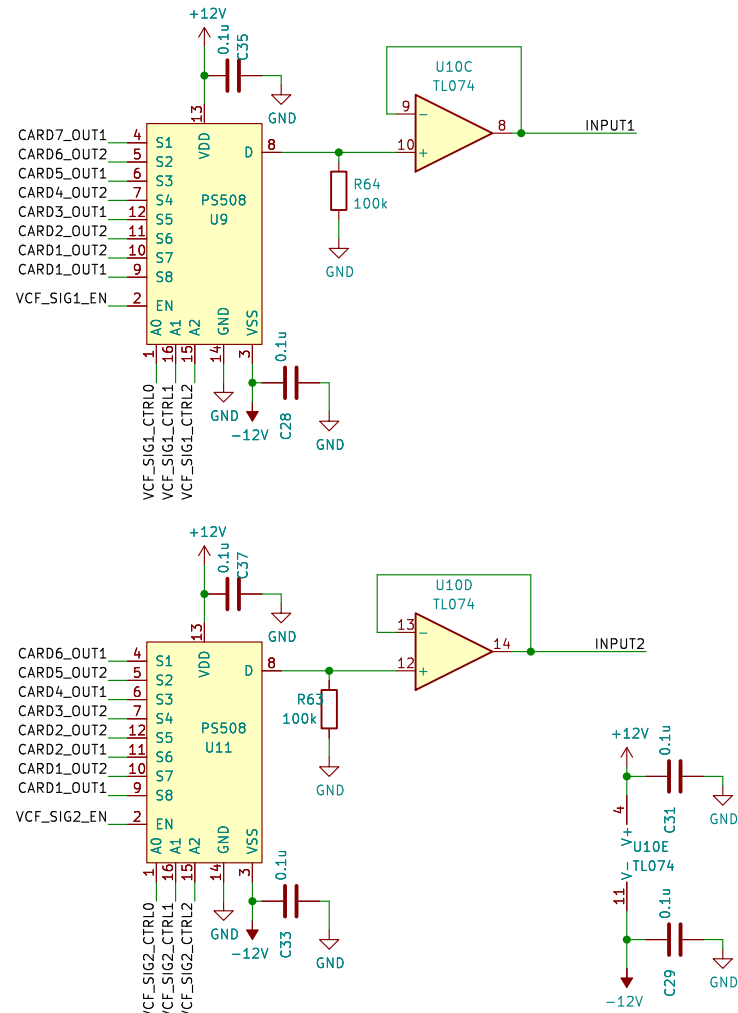 +12V
0.1u
C35
GND
U10C
TL074
9
8
10
INPUT1
13
VDD
CARD7_OUT1 4 S1
CARD6_OUT2 5 S2
CARD5_OUT1 6 S3
CARD4_OUT2 7 S4
CARD3_OUT1 12 S5
CARD2_OUT2 11 S6
CARD1_OUT2 10 S7
CARD1_OUT1 9 S8
VCF_SIG1_EN 2 EN
D 8
PS508
U9
R64
100k
GND
A0 A1 A2 GND VSS
1 16 15 14 3
VCF_SIG1_CTRL0
VCF_SIG1_CTRL1
VCF_SIG1_CTRL2
GND
-12V
0.1u
C28
GND
+12V
0.1u
C37
GND
U10D
TL074
13
14
12
INPUT2
13
VDD
CARD6_OUT1 4 S1
CARD5_OUT2 5 S2
CARD4_OUT1 6 S3
CARD3_OUT2 7 S4
CARD2_OUT2 12 S5
CARD2_OUT1 11 S6
CARD1_OUT2 10 S7
CARD1_OUT1 9 S8
VCF_SIG2_EN 2 EN
D 8
PS508
U11
R63
100k
GND
A0 A1 A2 GND VSS
1 16 15 14 3
VCF_SIG2_CTRL0
VCF_SIG2_CTRL1
VCF_SIG2_CTRL2
GND
-12V
0.1u
C33
GND
+12V
0.1u
C31
GND
4
V+
U10E
TL074
V-
11
0.1u
C29
GND
-12V